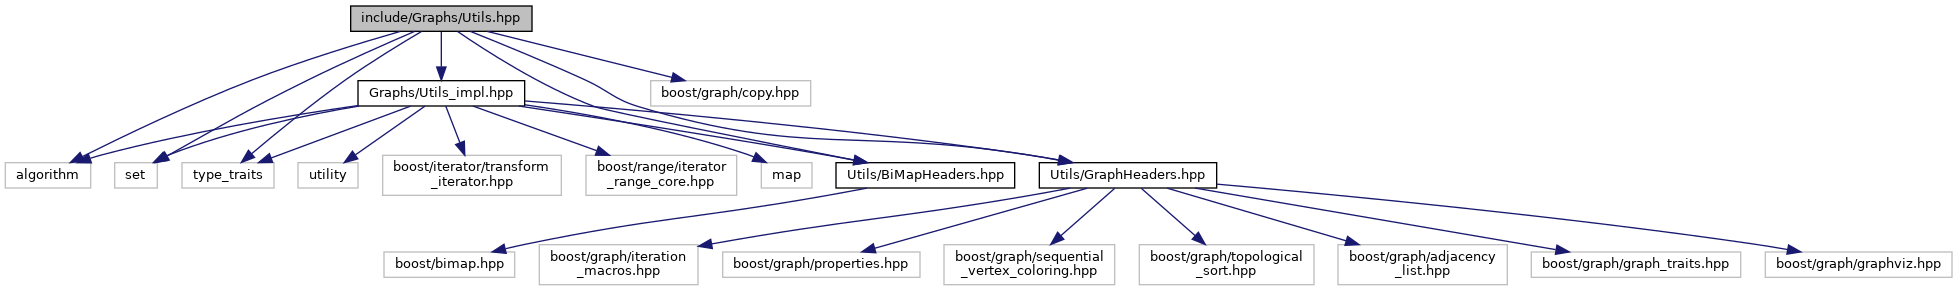 include/Graphs/Utils.hpp
Graphs/Utils_impl.hpp
boost/graph/copy.hpp
algorithm
set
type_traits
utility
boost/iterator/transform
_iterator.hpp
boost/range/iterator
_range_core.hpp
map
Utils/BiMapHeaders.hpp
Utils/GraphHeaders.hpp
boost/bimap.hpp
boost/graph/iteration
_macros.hpp
boost/graph/properties.hpp
boost/graph/sequential
_vertex_coloring.hpp
boost/graph/topological
_sort.hpp
boost/graph/adjacency
_list.hpp
boost/graph/graph_traits.hpp
boost/graph/graphviz.hpp